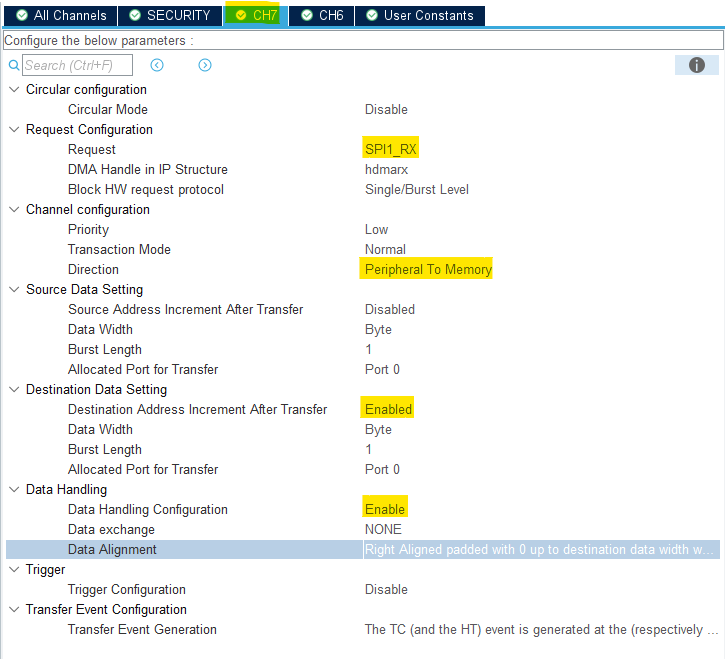 All Channels SECURITY CH7 CH6 User Constants
Configure the below parameters :
Search (Ctrl+F)
Circular configuration
Circular Mode Disable
Request Configuration
Request SPI1_RX
DMA Handle in IP Structure hdmarx
Block HW request protocol Single/Burst Level
Channel configuration
Priority Low
Transaction Mode Normal
Direction Peripheral To Memory
Source Data Setting
Source Address Increment After Transfer Disabled
Data Width Byte
Burst Length 1
Allocated Port for Transfer Port 0
Destination Data Setting
Destination Address Increment After Transfer Enabled
Data Width Byte
Burst Length 1
Allocated Port for Transfer Port 0
Data Handling
Data Handling Configuration Enable
Data exchange NONE
Data Alignment Right Aligned padded with 0 up to destination data width w...
Trigger
Trigger Configuration Disable
Transfer Event Configuration
Transfer Event Generation The TC (and the HT) event is generated at the (respectively ...